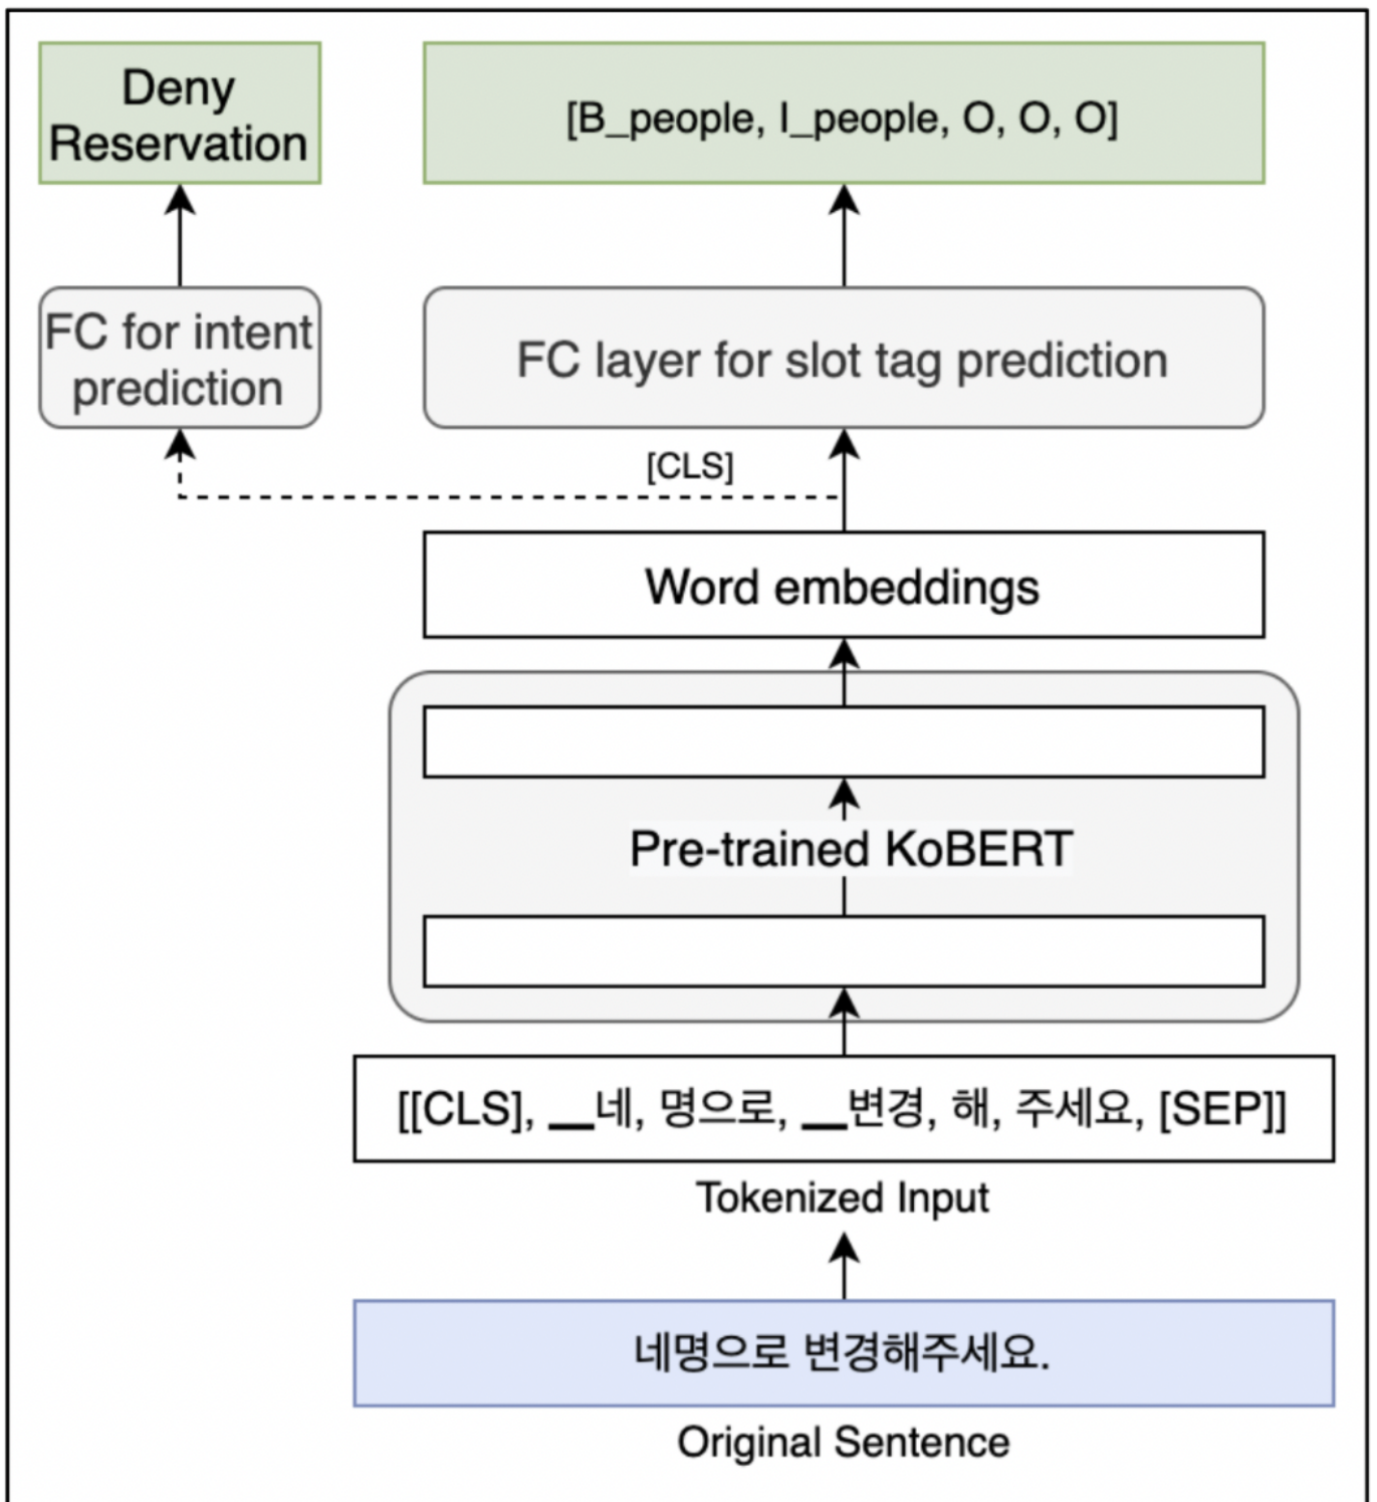 Deny
Reservation
[B_people, I_people, O, O, O]
FC for intent
prediction
FC layer for slot tag prediction
[CLS]
Word embeddings
Pre-trained KoBERT
[[CLS], __네, 명으로, __변경, 해, 주세요, [SEP]]
Tokenized Input
네명으로 변경해주세요.
Original Sentence